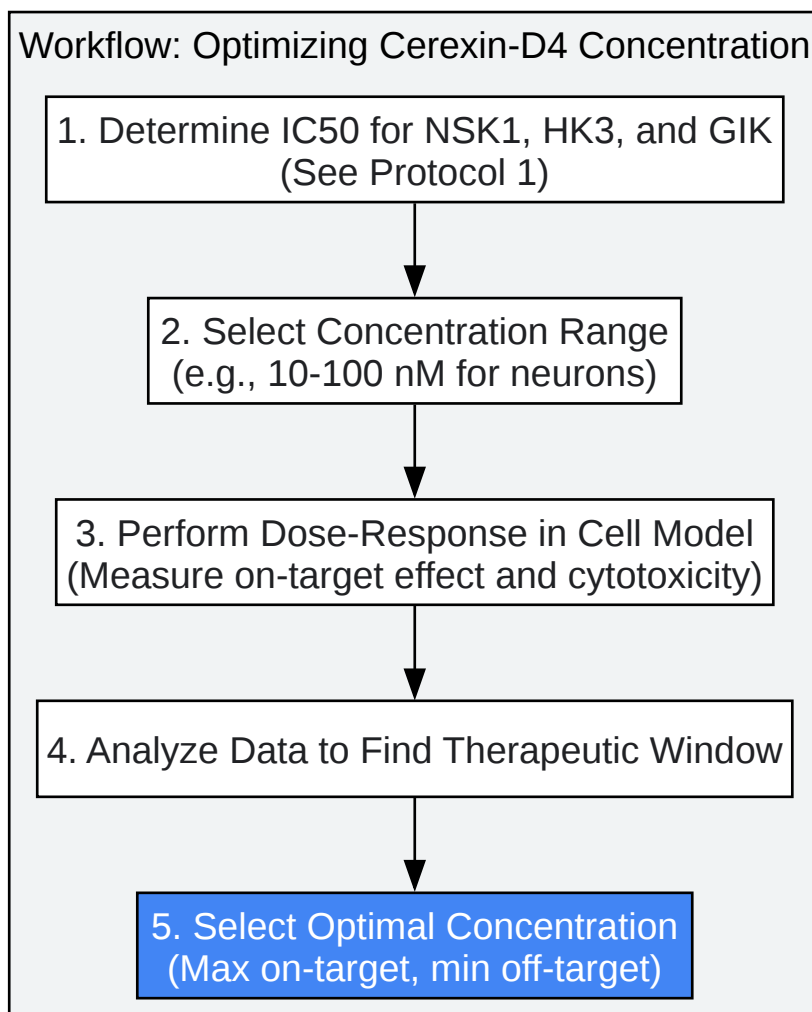 Workflow: Optimizing Cerexin-D4 Concentration
1. Determine IC50 for NSK1, HK3, and GIK
(See Protocol 1)
2. Select Concentration Range
(e.g., 10-100 nM for neurons)
3. Perform Dose-Response in Cell Model
(Measure on-target effect and cytotoxicity)
4. Analyze Data to Find Therapeutic Window
5. Select Optimal Concentration
(Max on-target, min off-target)